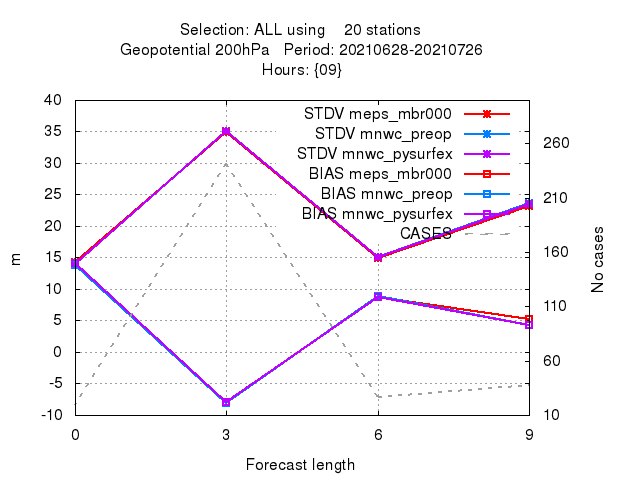 Selection: ALL using    20 stations
Geopotential 200hPa   Period: 20210628-20210726
Hours: {09}
40
35
30
25
20
15
10
5
0
-5
-10
m
STDV meps_mbr000
STDV mnwc_preop
STDV mnwc_pysurfex
BIAS meps_mbr000
BIAS mnwc_preop
BIAS mnwc_pysurfex
CASES
260
210
160
110
60
10
No cases
0 3 6 9
Forecast length